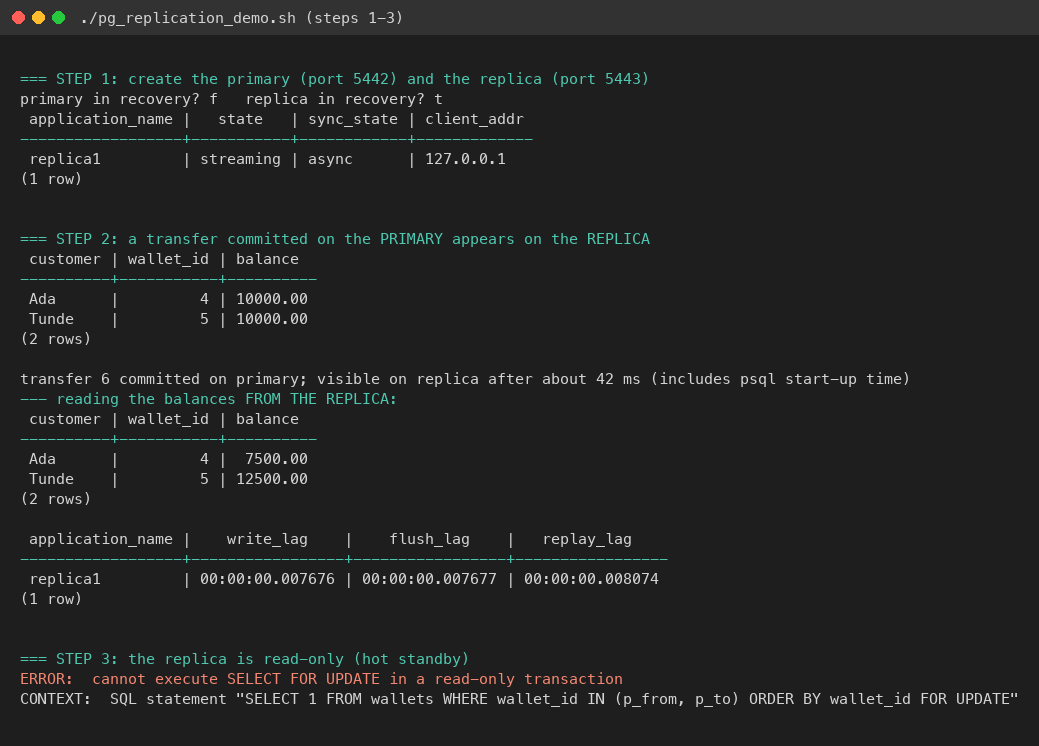 ./pg_replication_demo.sh (steps 1–3)
=== STEP 1: create the primary (port 5442) and the replica (port 5443)
primary in recovery? f   replica in recovery? t
 application_name |   state   | sync_state | client_addr
------------------+-----------+------------+-------------
 replica1         | streaming | async      | 127.0.0.1
(1 row)
=== STEP 2: a transfer committed on the PRIMARY appears on the REPLICA
 customer | wallet_id | balance
----------+-----------+----------
 Ada      |         4 | 10000.00
 Tunde    |         5 | 10000.00
(2 rows)
transfer 6 committed on primary; visible on replica after about 42 ms (includes psql start-up time)
--- reading the balances FROM THE REPLICA:
 customer | wallet_id | balance
----------+-----------+----------
 Ada      |         4 |  7500.00
 Tunde    |         5 | 12500.00
(2 rows)
 application_name |    write_lag    |    flush_lag    |   replay_lag
------------------+-----------------+-----------------+-----------------
 replica1         | 00:00:00.007676 | 00:00:00.007677 | 00:00:00.008074
(1 row)
=== STEP 3: the replica is read-only (hot standby)
ERROR:  cannot execute SELECT FOR UPDATE in a read-only transaction
CONTEXT:  SQL statement "SELECT 1 FROM wallets WHERE wallet_id IN (p_from, p_to) ORDER BY wallet_id FOR UPDATE"